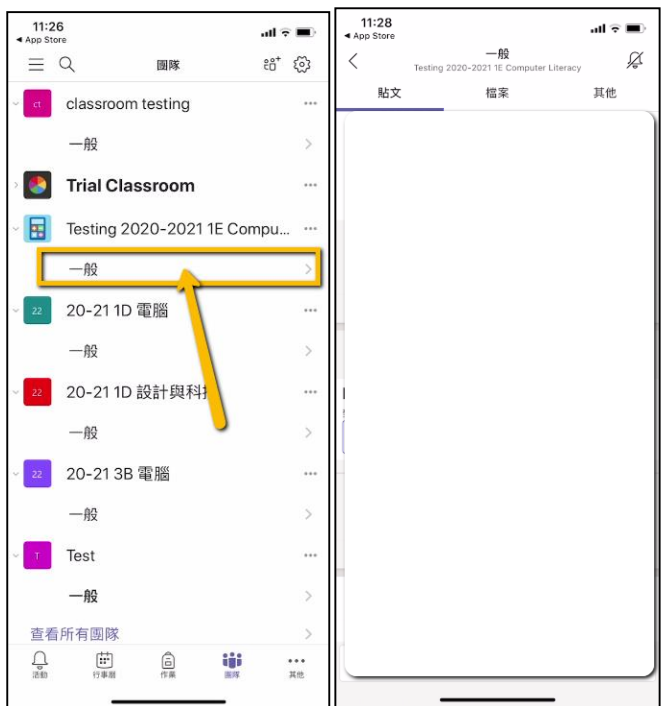 11:26
App Store
團隊
ct
classroom testing
一般
Trial Classroom
Testing 2020-2021 1E Compu...
一般
22
20-21 1D 電腦
一般
22
20-21 1D 設計與科
一般
22
20-21 3B 電腦
一般
T
Test
一般
查看所有團隊
活動
行事曆
作業
團隊
其他
11:28
App Store
一般
Testing 2020-2021 1E Computer Literacy
貼文
檔案
其他